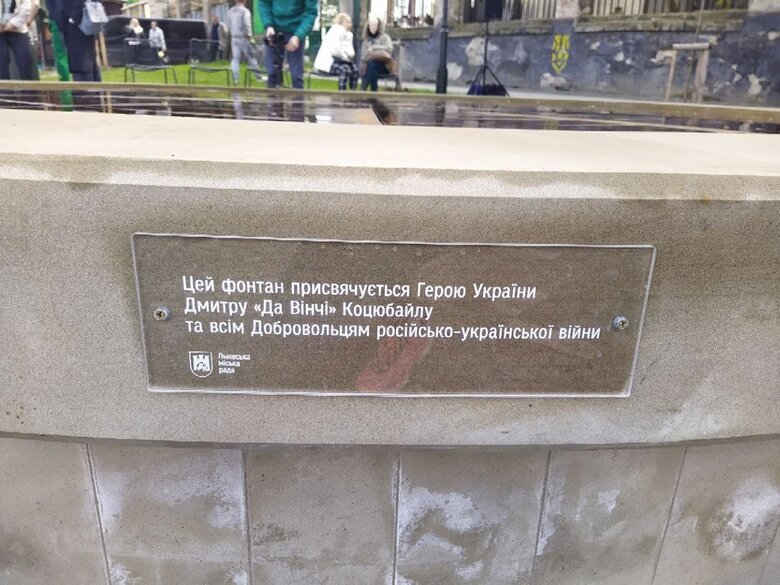 Цей фонтан присвячується Герою України
Дмитру «Да Вінчі» Коцюбайлу
та всім Добровольцям російсько-української війни
Львівська
міська
рада